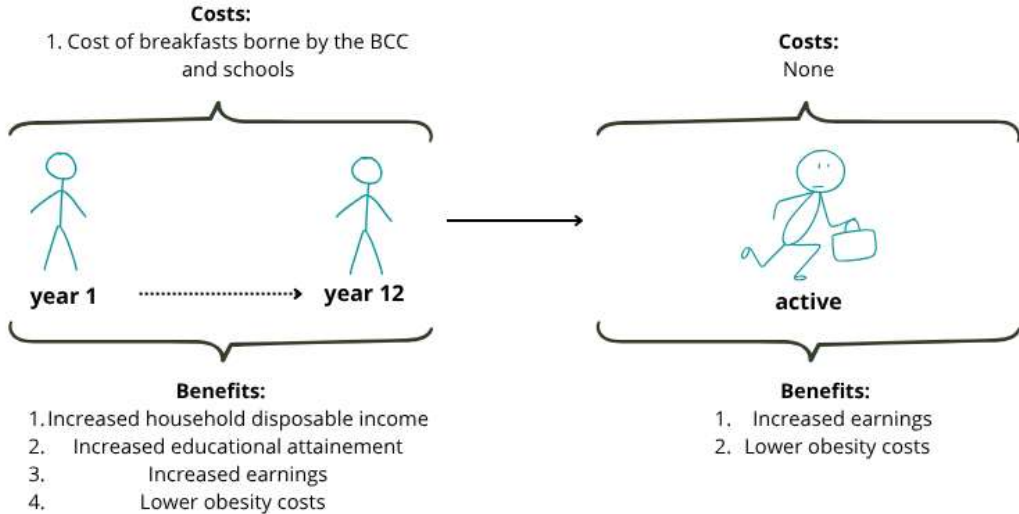 Costs:
1. Cost of breakfasts borne by the BCC
and schools
year 1
year 12
Benefits:
1. Increased household disposable income
2. Increased educational attainement
3. Increased earnings
4. Lower obesity costs
Costs:
None
active
Benefits:
1. Increased earnings
2. Lower obesity costs